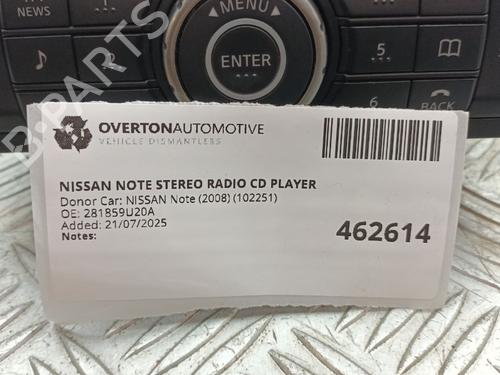 NEWS
ENTER
5
6
BACK
B-PARTS
OVERTONAUTOMOTIVE
VEHICLE DISMANTLERS
NISSAN NOTE STEREO RADIO CD PLAYER
Donor Car: NISSAN Note (2008) (102251)
OE: 281859U20A
Added: 21/07/2025
Notes:
462614